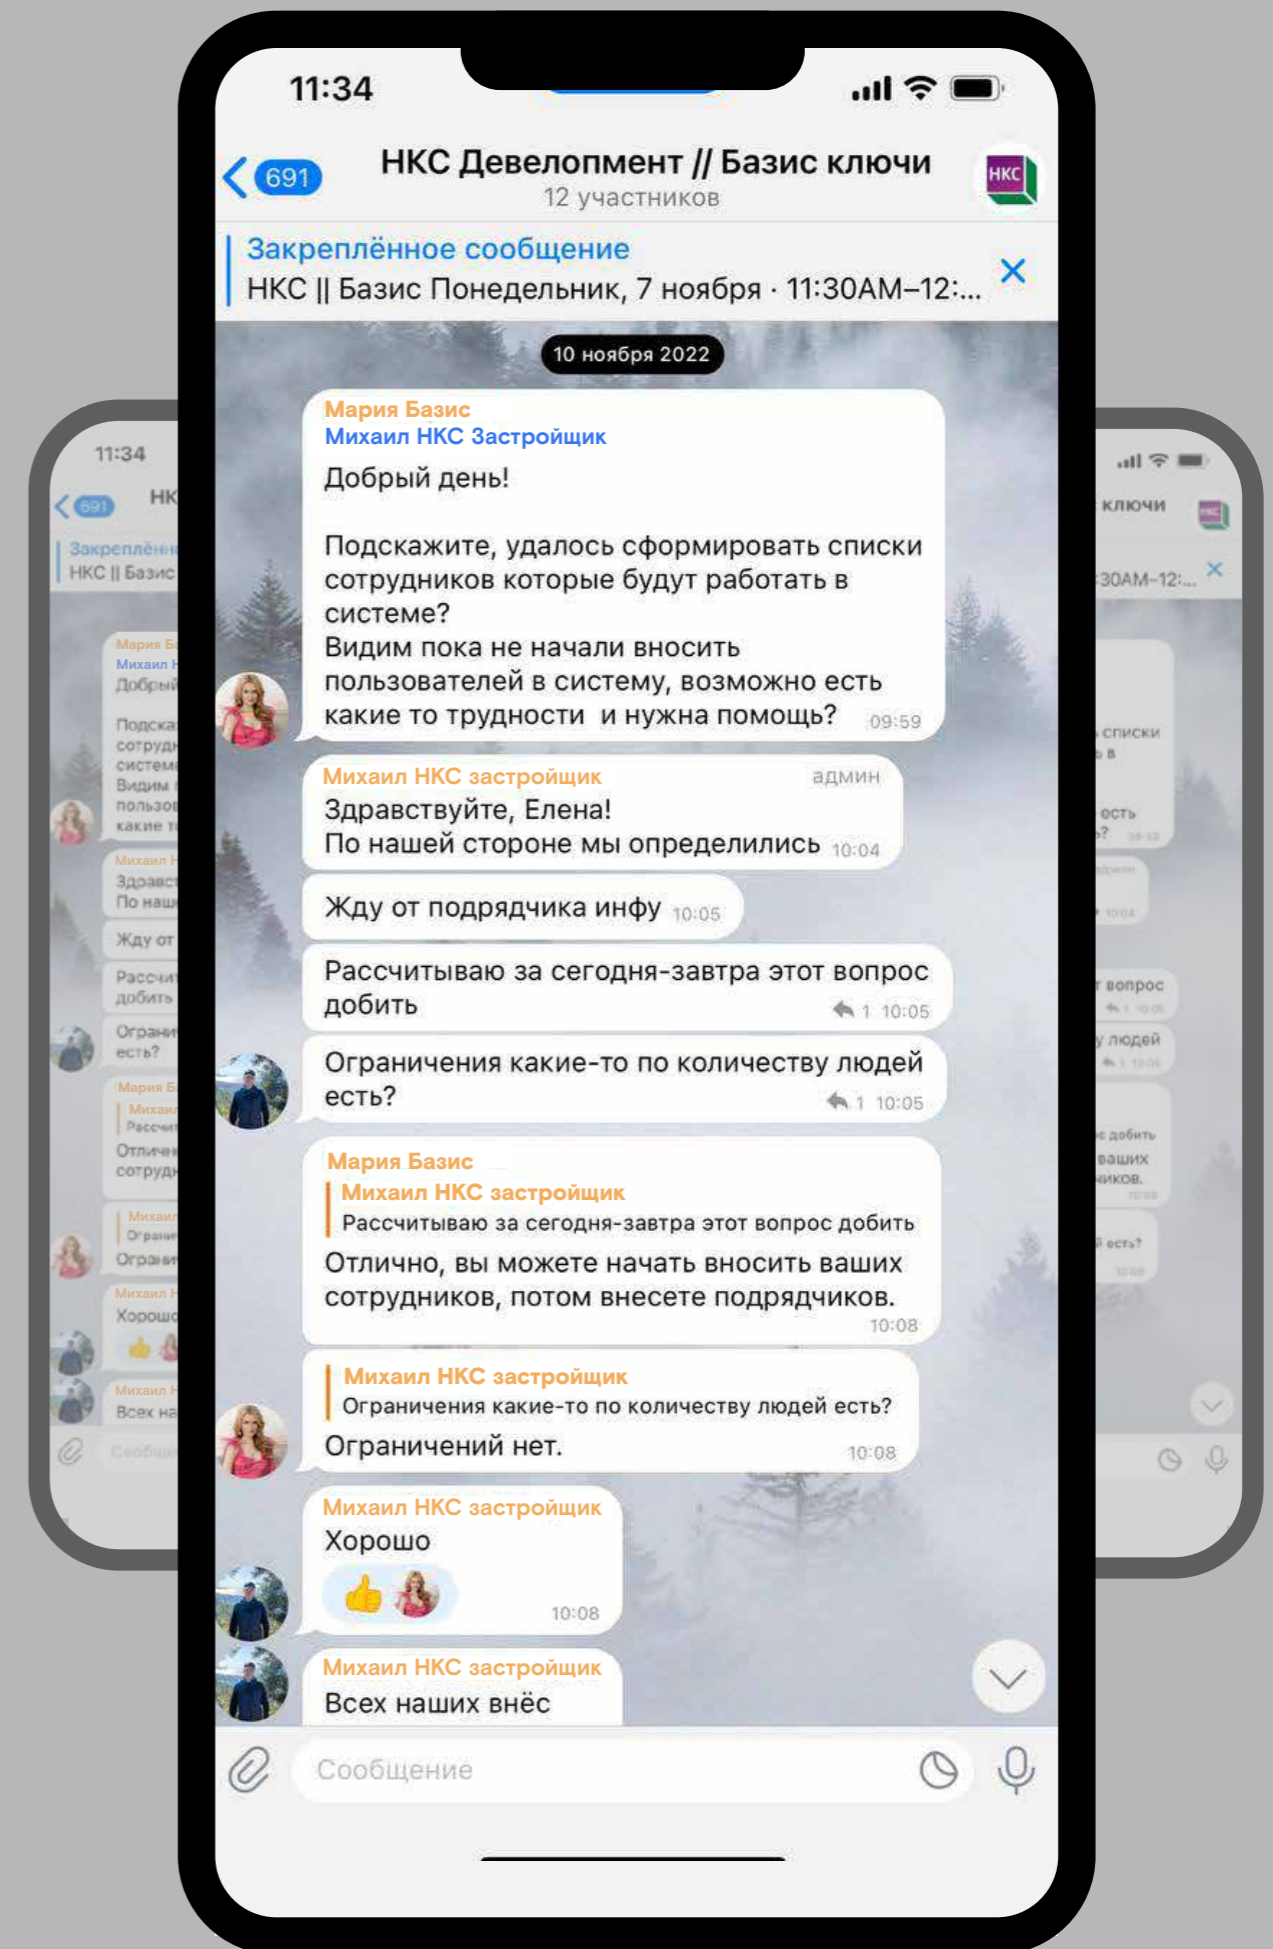 11:34
691
НКС Девелопмент // Базис ключи
12 участников
НКС
Закреплённое сообщение
НКС || Базис Понедельник, 7 ноября · 11:30AM–12:...
10 ноября 2022
Мария Базис
Михаил НКС Застройщик
Добрый день!
Подскажите, удалось сформировать списки
сотрудников которые будут работать в
системе?
Видим пока не начали вносить
пользователей в систему, возможно есть
какие то трудности и нужна помощь? 09:59
Михаил НКС застройщик админ
Здравствуйте, Елена!
По нашей стороне мы определились 10:04
Жду от подрядчика инфу 10:05
Рассчитываю за сегодня-завтра этот вопрос
добить 1 10:05
Ограничения какие-то по количеству людей
есть? 1 10:05
Мария Базис
Михаил НКС застройщик
Рассчитываю за сегодня-завтра этот вопрос добить
Отлично, вы можете начать вносить ваших
сотрудников, потом внесете подрядчиков.
10:08
Михаил НКС застройщик
Ограничения какие-то по количеству людей есть?
Ограничений нет. 10:08
Михаил НКС застройщик
Хорошо
10:08
Михаил НКС застройщик
Всех наших внёс
Сообщение